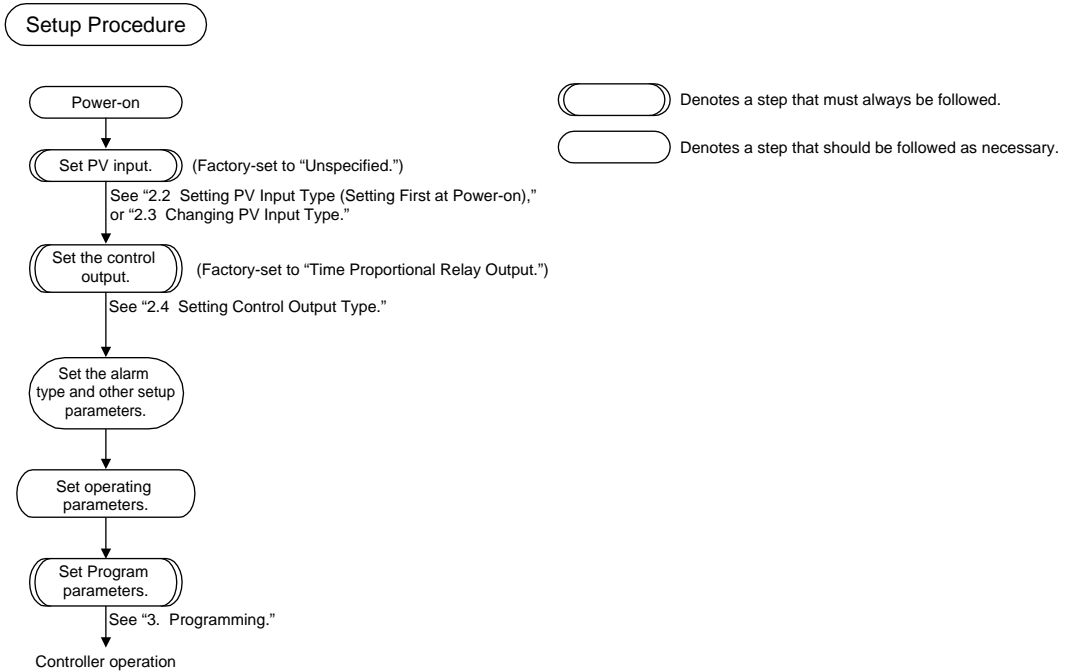 Setup Procedure
Power-on
Denotes a step that must always be followed.
Set PV input.
(Factory-set to “Unspecified.”)
Denotes a step that should be followed as necessary.
See “2.2 Setting PV Input Type (Setting First at Power-on),”
or “2.3 Changing PV Input Type.”
Set the control
output.
(Factory-set to “Time Proportional Relay Output.”)
See “2.4 Setting Control Output Type.”
Set the alarm
type and other setup
parameters.
Set operating
parameters.
Set Program
parameters.
See “3. Programming.”
Controller operation